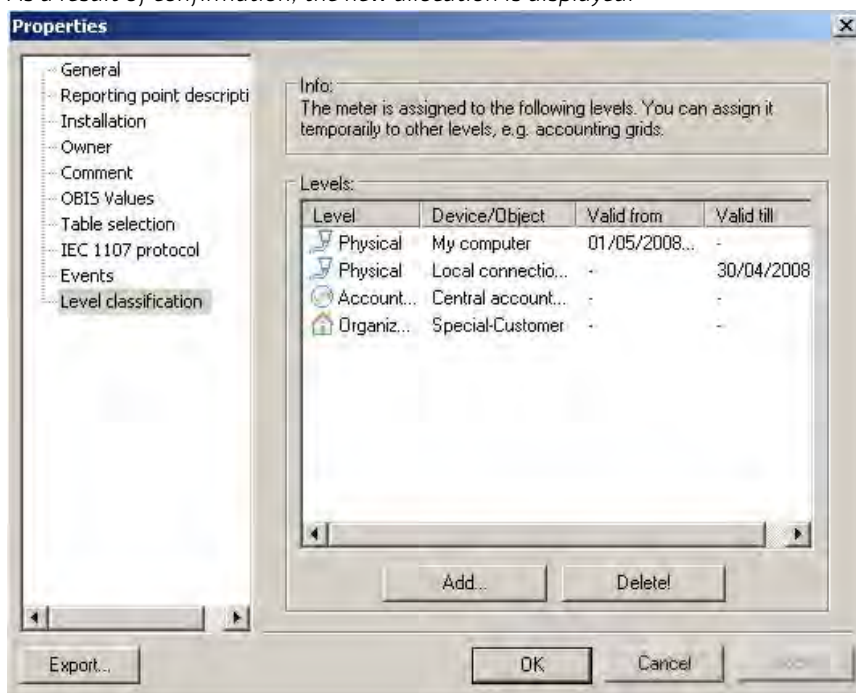 As a result of confirmation, the new allocation is displayed.
Properties
General
Reporting point descripti
Installation
Owner
Comment
OBIS Values
Table selection
IEC 1107 protocol
Events
Level classification
Info:
The meter is assigned to the following levels. You can assign it
temporarily to other levels, e.g. accounting grids.
Levels:
Level Device/Object Valid from Valid till
Physical My computer 01/05/2008... -
Physical Local connectio... - 30/04/2008
Account... Central account... - -
Organiz... Special-Customer - -
Add... Delete!
Export... OK Cancel